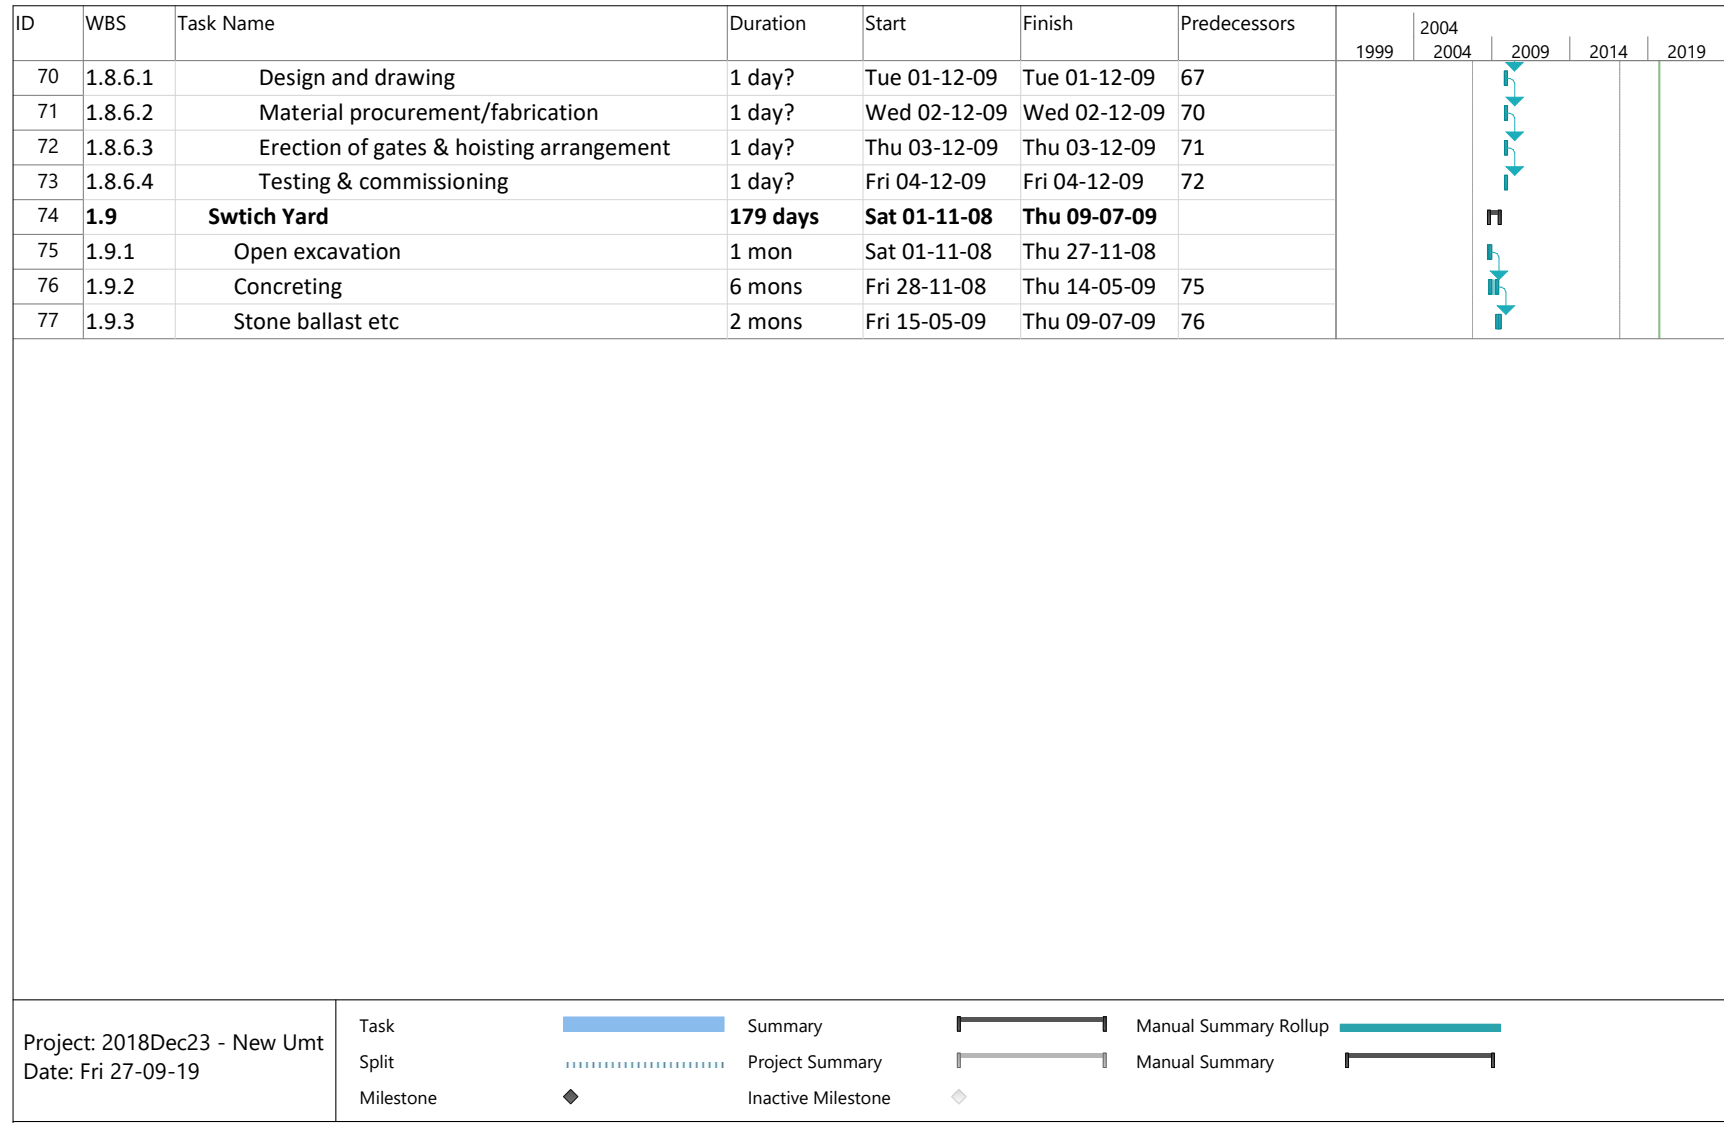 ID WBS Task Name Duration Start Finish Predecessors
2004
1999 2004 2009 2014 2019
70 1.8.6.1 Design and drawing 1 day? Tue 01-12-09 Tue 01-12-09 67
71 1.8.6.2 Material procurement/fabrication 1 day? Wed 02-12-09 Wed 02-12-09 70
72 1.8.6.3 Erection of gates & hoisting arrangement 1 day? Thu 03-12-09 Thu 03-12-09 71
73 1.8.6.4 Testing & commissioning 1 day? Fri 04-12-09 Fri 04-12-09 72
74 1.9 Swtich Yard 179 days Sat 01-11-08 Thu 09-07-09
75 1.9.1 Open excavation 1 mon Sat 01-11-08 Thu 27-11-08
76 1.9.2 Concreting 6 mons Fri 28-11-08 Thu 14-05-09 75
77 1.9.3 Stone ballast etc 2 mons Fri 15-05-09 Thu 09-07-09 76
Project: 2018Dec23 - New Umt
Date: Fri 27-09-19
Task Summary Manual Summary Rollup
Split Project Summary Manual Summary
Milestone Inactive Milestone